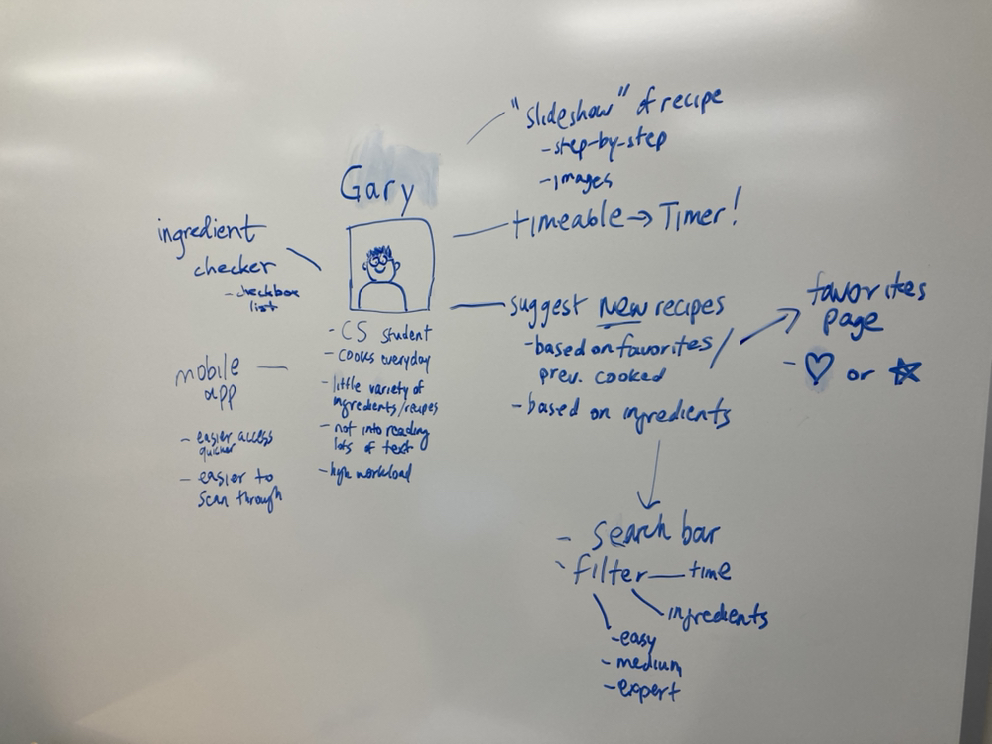 Gary
- CS student
- cooks everyday
- little variety of
ingredients/recipes
- not into reading
lots of text
- high workload
ingredient
checker
- checkbox
list
mobile
app
- easier access
quicker
- easier to
scan through
"slideshow" of recipe
- step-by-step
- images
timeable → Timer!
suggest new recipes
- based on favorites/
prev. cooked
- based on ingredients
favorites
page
- ♡ or ☆
- search bar
- filter — time
ingredients
- easy
- medium
- expert